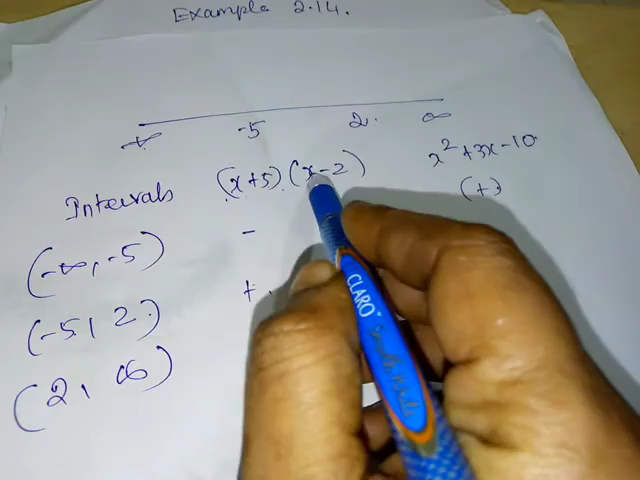 Example 2.14.
-∞ -5 2. ∞
Intervals (x+5) (x-2) x²+3x-10
(-∞, -5) - (+)
(-5, 2) +
(2, ∞)
CLARO